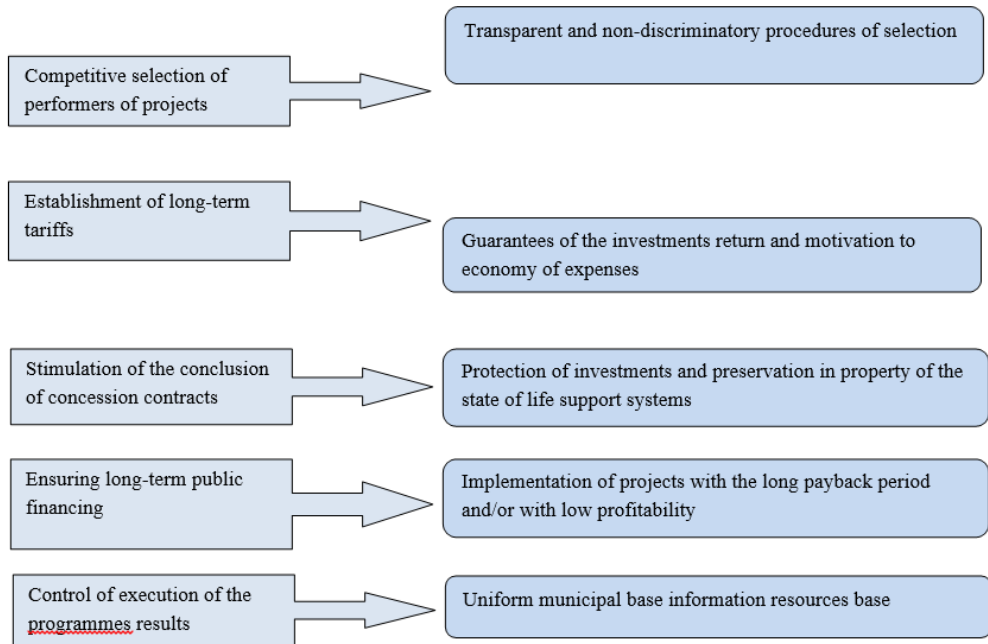 Transparent and non-discriminatory procedures of selection
Competitive selection of
performers of projects
Establishment of long-term
tariffs
Guarantees of the investments return and motivation to
economy of expenses
Stimulation of the conclusion
of concession contracts
Protection of investments and preservation in property of the
state of life support systems
Ensuring long-term public
financing
Implementation of projects with the long payback period
and/or with low profitability
Control of execution of the
programmes results
Uniform municipal base information resources base